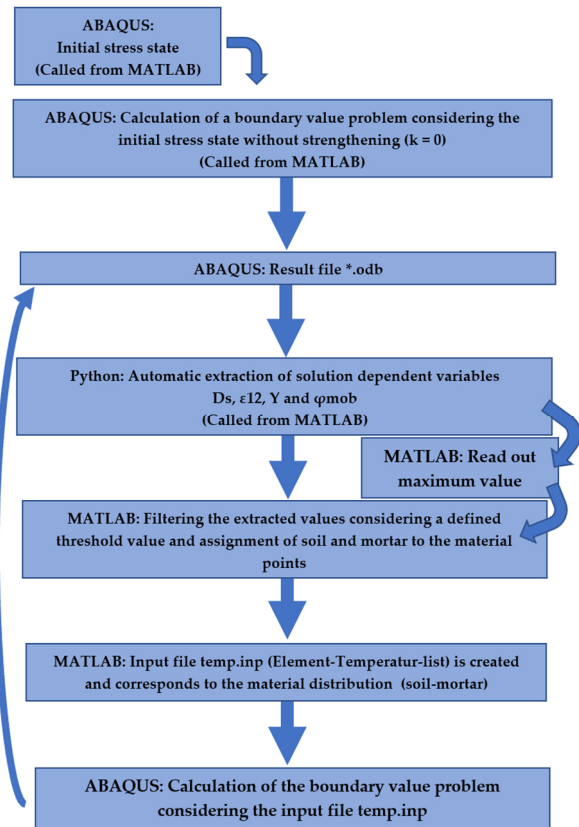 ABAQUS:
Initial stress state
(Called from MATLAB)
ABAQUS: Calculation of a boundary value problem considering the
initial stress state without strengthening (k = 0)
(Called from MATLAB)
ABAQUS: Result file *.odb
Python: Automatic extraction of solution dependent variables
Ds, ε12, Y and φmob
(Called from MATLAB)
MATLAB: Read out
maximum value
MATLAB: Filtering the extracted values considering a defined
threshold value and assignment of soil and mortar to the material
points
MATLAB: Input file temp.inp (Element-Temperatur-list) is created
and corresponds to the material distribution (soil-mortar)
ABAQUS: Calculation of the boundary value problem
considering the input file temp.inp